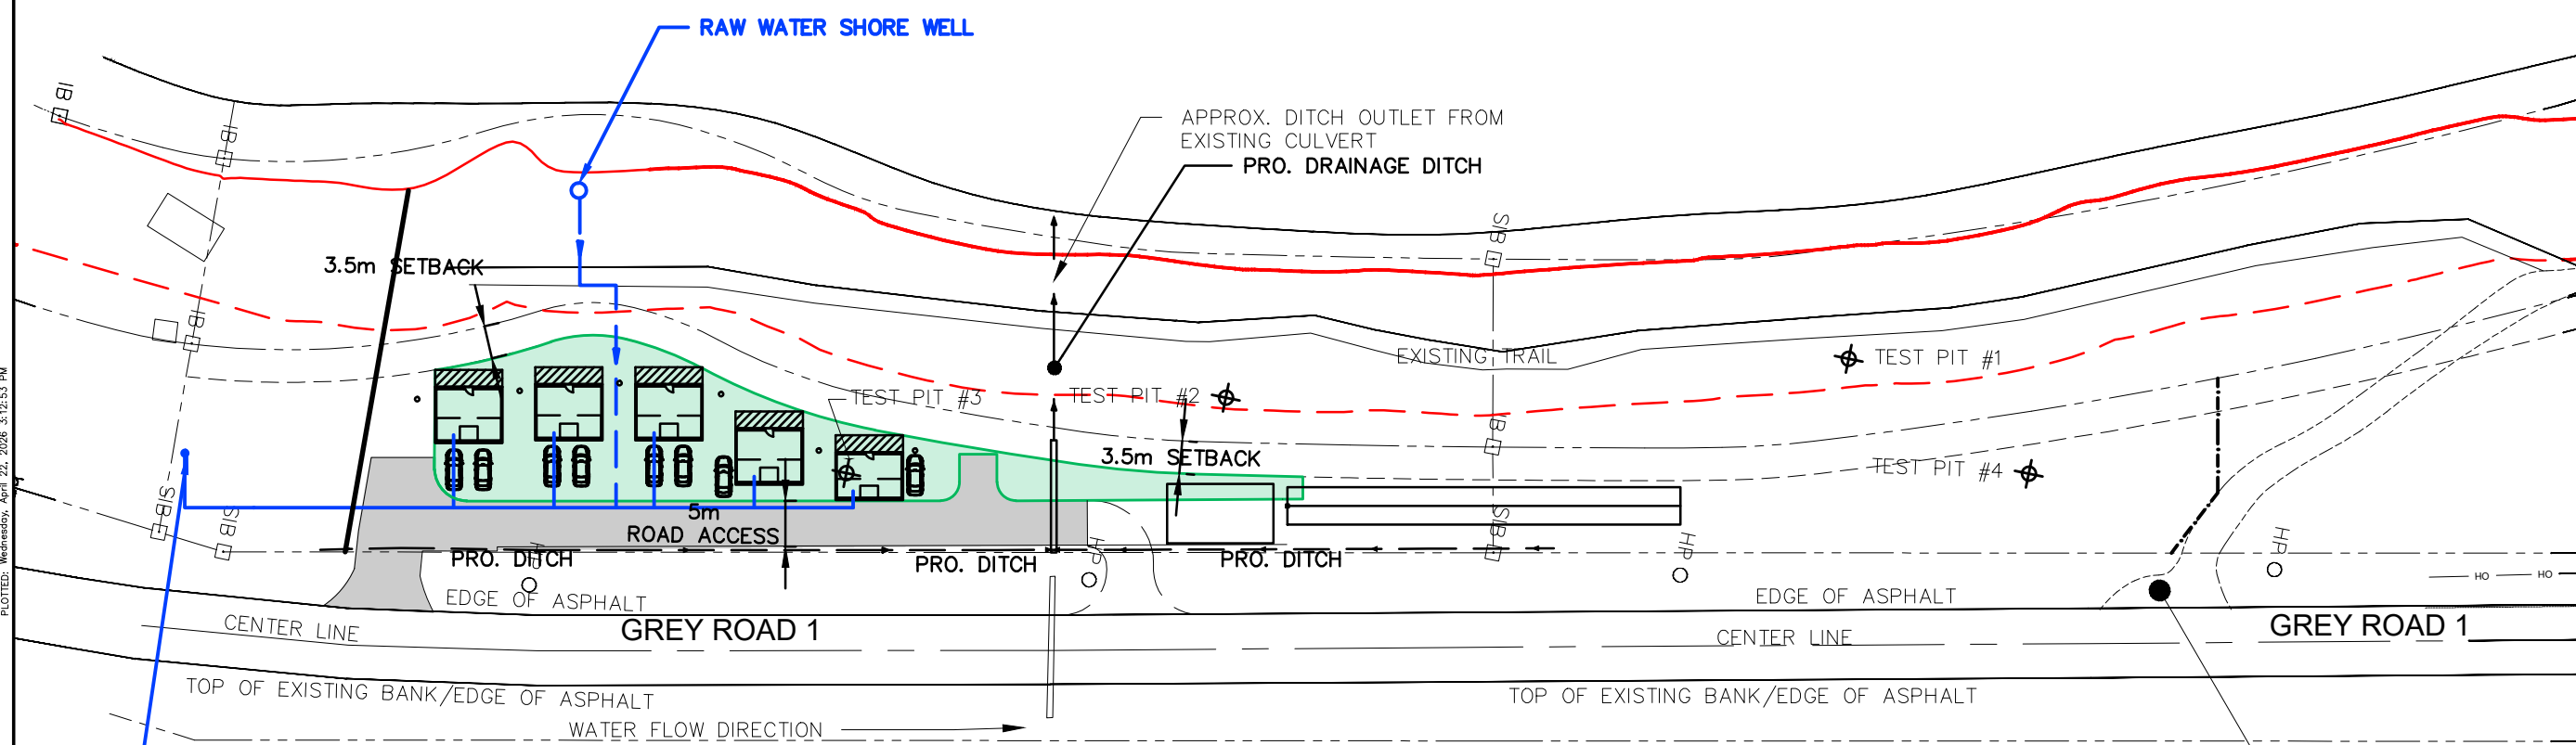 RAW WATER SHORE WELL
IB
IB
APPROX. DITCH OUTLET FROM
EXISTING CULVERT
PRO. DRAINAGE DITCH
SIB
3.5m SETBACK
IB
EXISTING TRAIL
TEST PIT #1
TEST PIT #3
TEST PIT #2
IB
3.5m SETBACK
TEST PIT #4
SIB
SIB
SIB
5m
ROAD ACCESS
HP
HP
HP
HP
PRO. DITCH
PRO. DITCH
PRO. DITCH
HO
HO
EDGE OF ASPHALT
EDGE OF ASPHALT
CENTER LINE
GREY ROAD 1
CENTER LINE
GREY ROAD 1
TOP OF EXISTING BANK/EDGE OF ASPHALT
TOP OF EXISTING BANK/EDGE OF ASPHALT
WATER FLOW DIRECTION
PLOTTED: Wednesday, April 22, 2026 3:12:53 PM